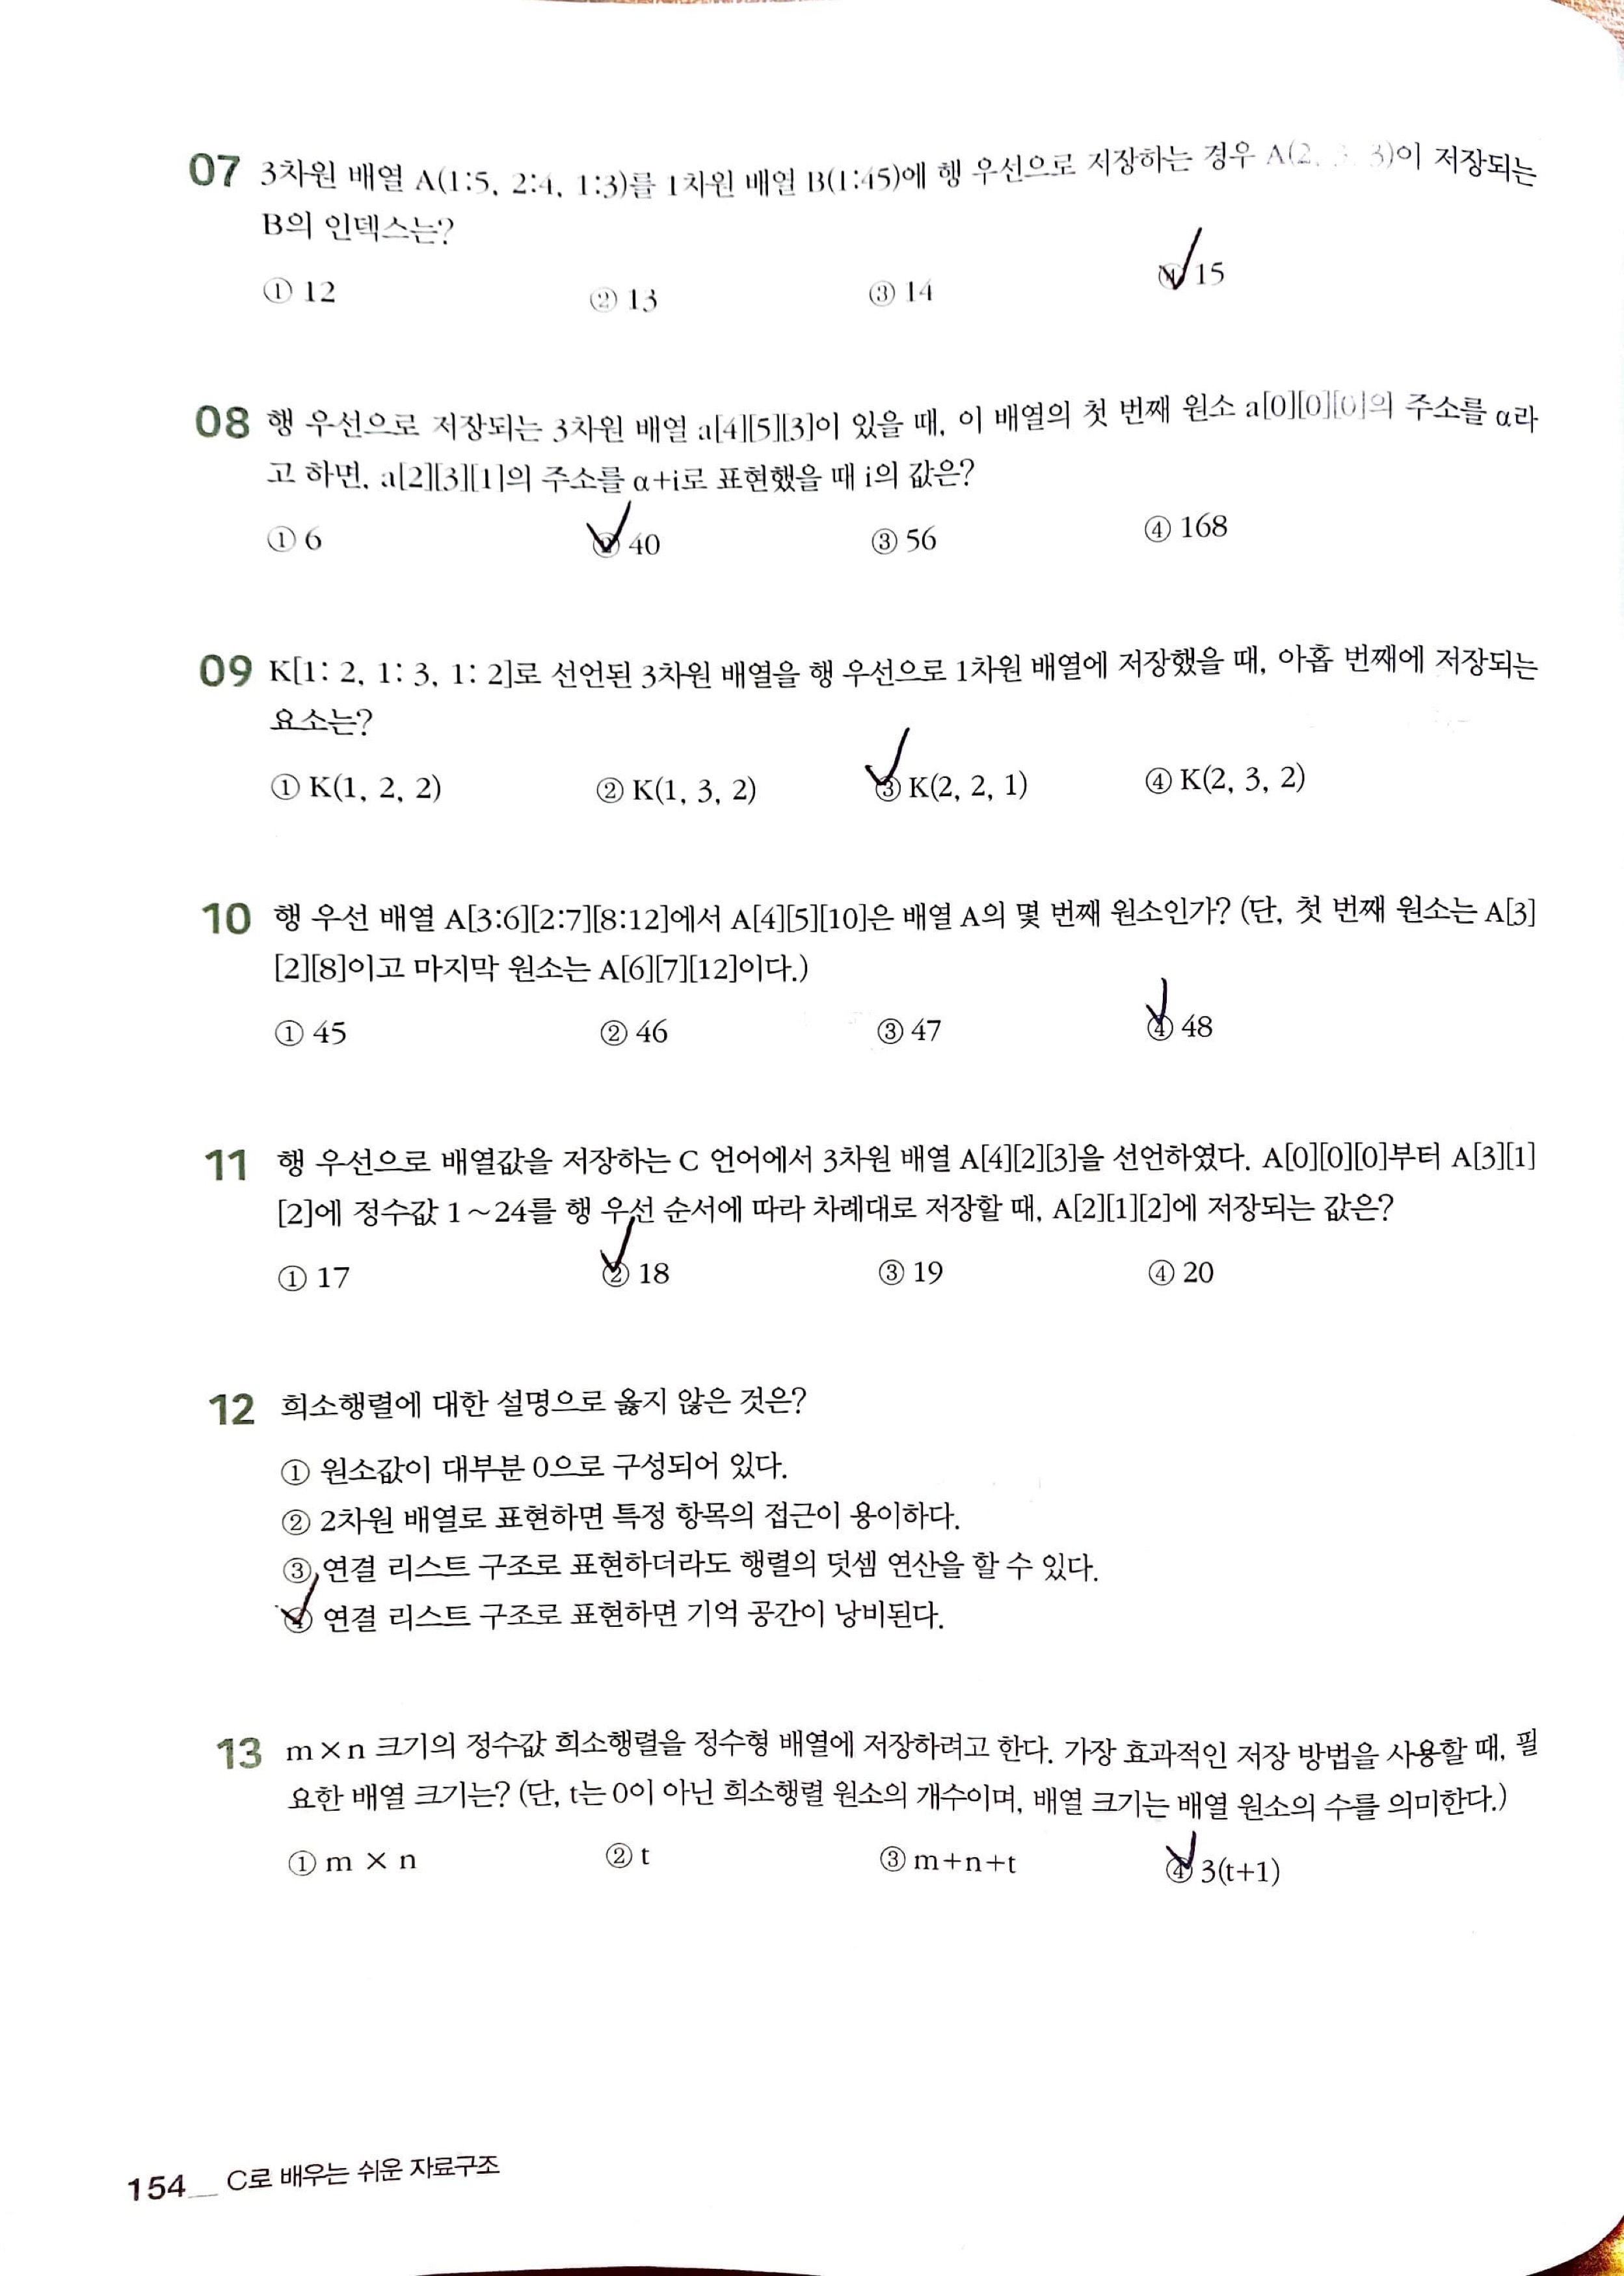 07 3차원 배열 A(1:5, 2:4, 1:3)를 1차원 배열 B(1:45)에 행 우선으로 저장하는 경우 A(2, 3, 3)이 저장되는
B의 인덱스는?
① 12 ② 13 ③ 14 ④ 15
08 행 우선으로 저장되는 3차원 배열 a[4][5][3]이 있을 때, 이 배열의 첫 번째 원소 a[0][0][0]의 주소를 α라
고 하면, a[2][3][1]의 주소를 α+i로 표현했을 때 i의 값은?
① 6 ② 40 ③ 56 ④ 168
09 K[1: 2, 1: 3, 1: 2]로 선언된 3차원 배열을 행 우선으로 1차원 배열에 저장했을 때, 아홉 번째에 저장되는
요소는?
① K(1, 2, 2) ② K(1, 3, 2) ③ K(2, 2, 1) ④ K(2, 3, 2)
10 행 우선 배열 A[3:6][2:7][8:12]에서 A[4][5][10]은 배열 A의 몇 번째 원소인가? (단, 첫 번째 원소는 A[3]
[2][8]이고 마지막 원소는 A[6][7][12]이다.)
① 45 ② 46 ③ 47 ④ 48
11 행 우선으로 배열값을 저장하는 C 언어에서 3차원 배열 A[4][2][3]을 선언하였다. A[0][0][0]부터 A[3][1]
[2]에 정수값 1~24를 행 우선 순서에 따라 차례대로 저장할 때, A[2][1][2]에 저장되는 값은?
① 17 ② 18 ③ 19 ④ 20
12 희소행렬에 대한 설명으로 옳지 않은 것은?
① 원소값이 대부분 0으로 구성되어 있다.
② 2차원 배열로 표현하면 특정 항목의 접근이 용이하다.
③ 연결 리스트 구조로 표현하더라도 행렬의 덧셈 연산을 할 수 있다.
④ 연결 리스트 구조로 표현하면 기억 공간이 낭비된다.
13 m×n 크기의 정수값 희소행렬을 정수형 배열에 저장하려고 한다. 가장 효과적인 저장 방법을 사용할 때, 필
요한 배열 크기는? (단, t는 0이 아닌 희소행렬 원소의 개수이며, 배열 크기는 배열 원소의 수를 의미한다.)
① m × n ② t ③ m+n+t ④ 3(t+1)
154__ C로 배우는 쉬운 자료구조